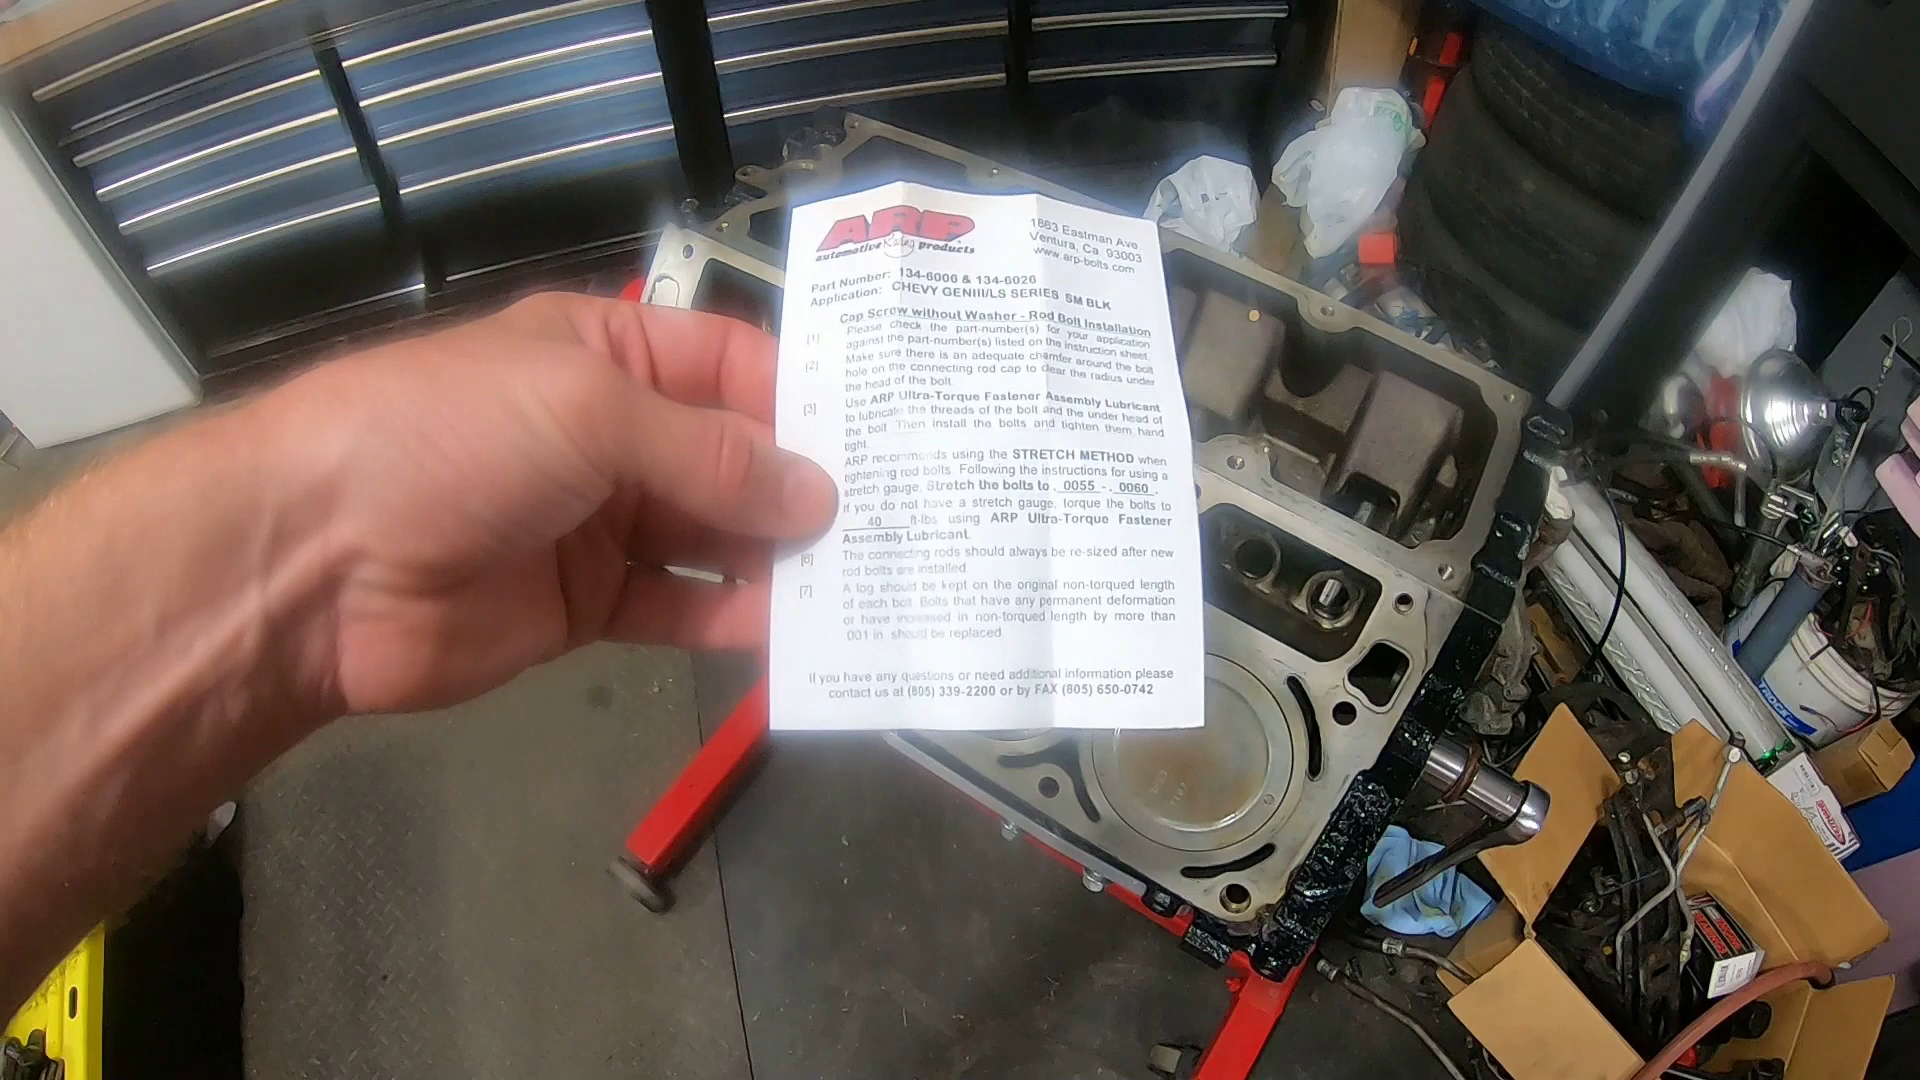 ARP
automotive Racing products
1863 Eastman Ave
Ventura, Ca. 93003
www.arp-bolts.com
Part Number: 134-6006 & 134-6026
Application: CHEVY GENIII/LS SERIES SM BLK
Cap Screw without Washer - Rod Bolt Installation
[1] Please check the part-number(s) for your application
against the part-number(s) listed on the instruction sheet.
[2] Make sure there is an adequate chamfer around the bolt
hole on the connecting rod cap to clear the radius under
the head of the bolt.
[3] Use ARP Ultra-Torque Fastener Assembly Lubricant
to lubricate the threads of the bolt and the under head of
the bolt. Then install the bolts and tighten them hand
tight.
ARP recommends using the STRETCH METHOD when
tightening rod bolts. Following the instructions for using a
stretch gauge, Stretch the bolts to .0055 - .0060.
If you do not have a stretch gauge, torque the bolts to
40 ft-lbs using ARP Ultra-Torque Fastener
Assembly Lubricant.
[6] The connecting rods should always be re-sized after new
rod bolts are installed.
[7] A log should be kept on the original non-torqued length
of each bolt. Bolts that have any permanent deformation
or have increased in non-torqued length by more than
.001 in. should be replaced.
If you have any questions or need additional information please
contact us at (805) 339-2200 or by FAX (805) 650-0742